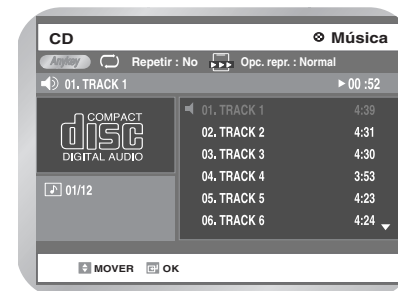 CD Música
Anykey Repetir : No Opc. repr. : Normal
01. TRACK 1 00 :52
COMPACT
disc
DIGITAL AUDIO
01/12
01. TRACK 1 4:39
02. TRACK 2 4:31
03. TRACK 3 4:30
04. TRACK 4 3:53
05. TRACK 5 4:23
06. TRACK 6 4:24
MOVER OK